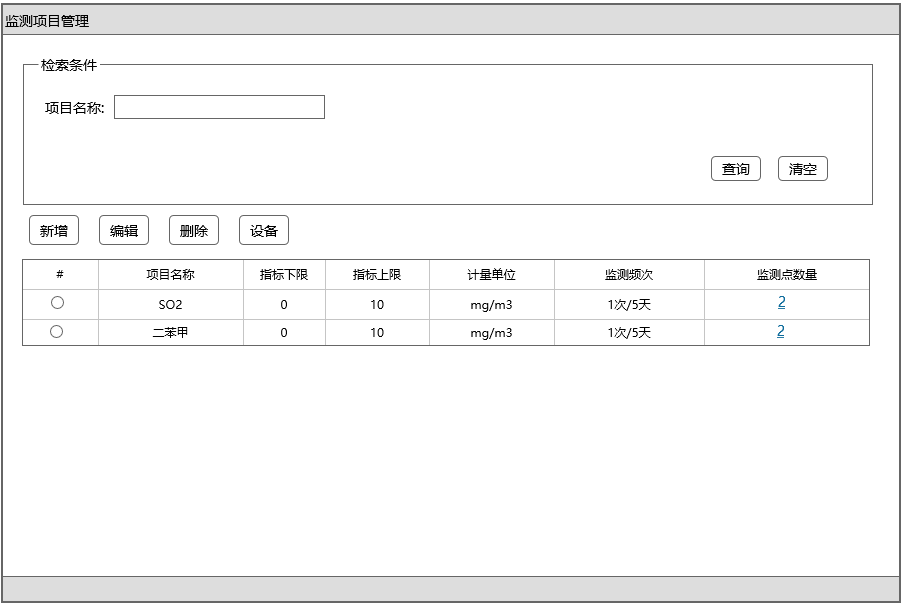 监测项目管理
检索条件
项目名称:
查询 清空
新增 编辑 删除 设备
# 项目名称 指标下限 指标上限 计量单位 监测频次 监测点数量
SO2 0 10 mg/m3 1次/5天 2
二苯甲 0 10 mg/m3 1次/5天 2